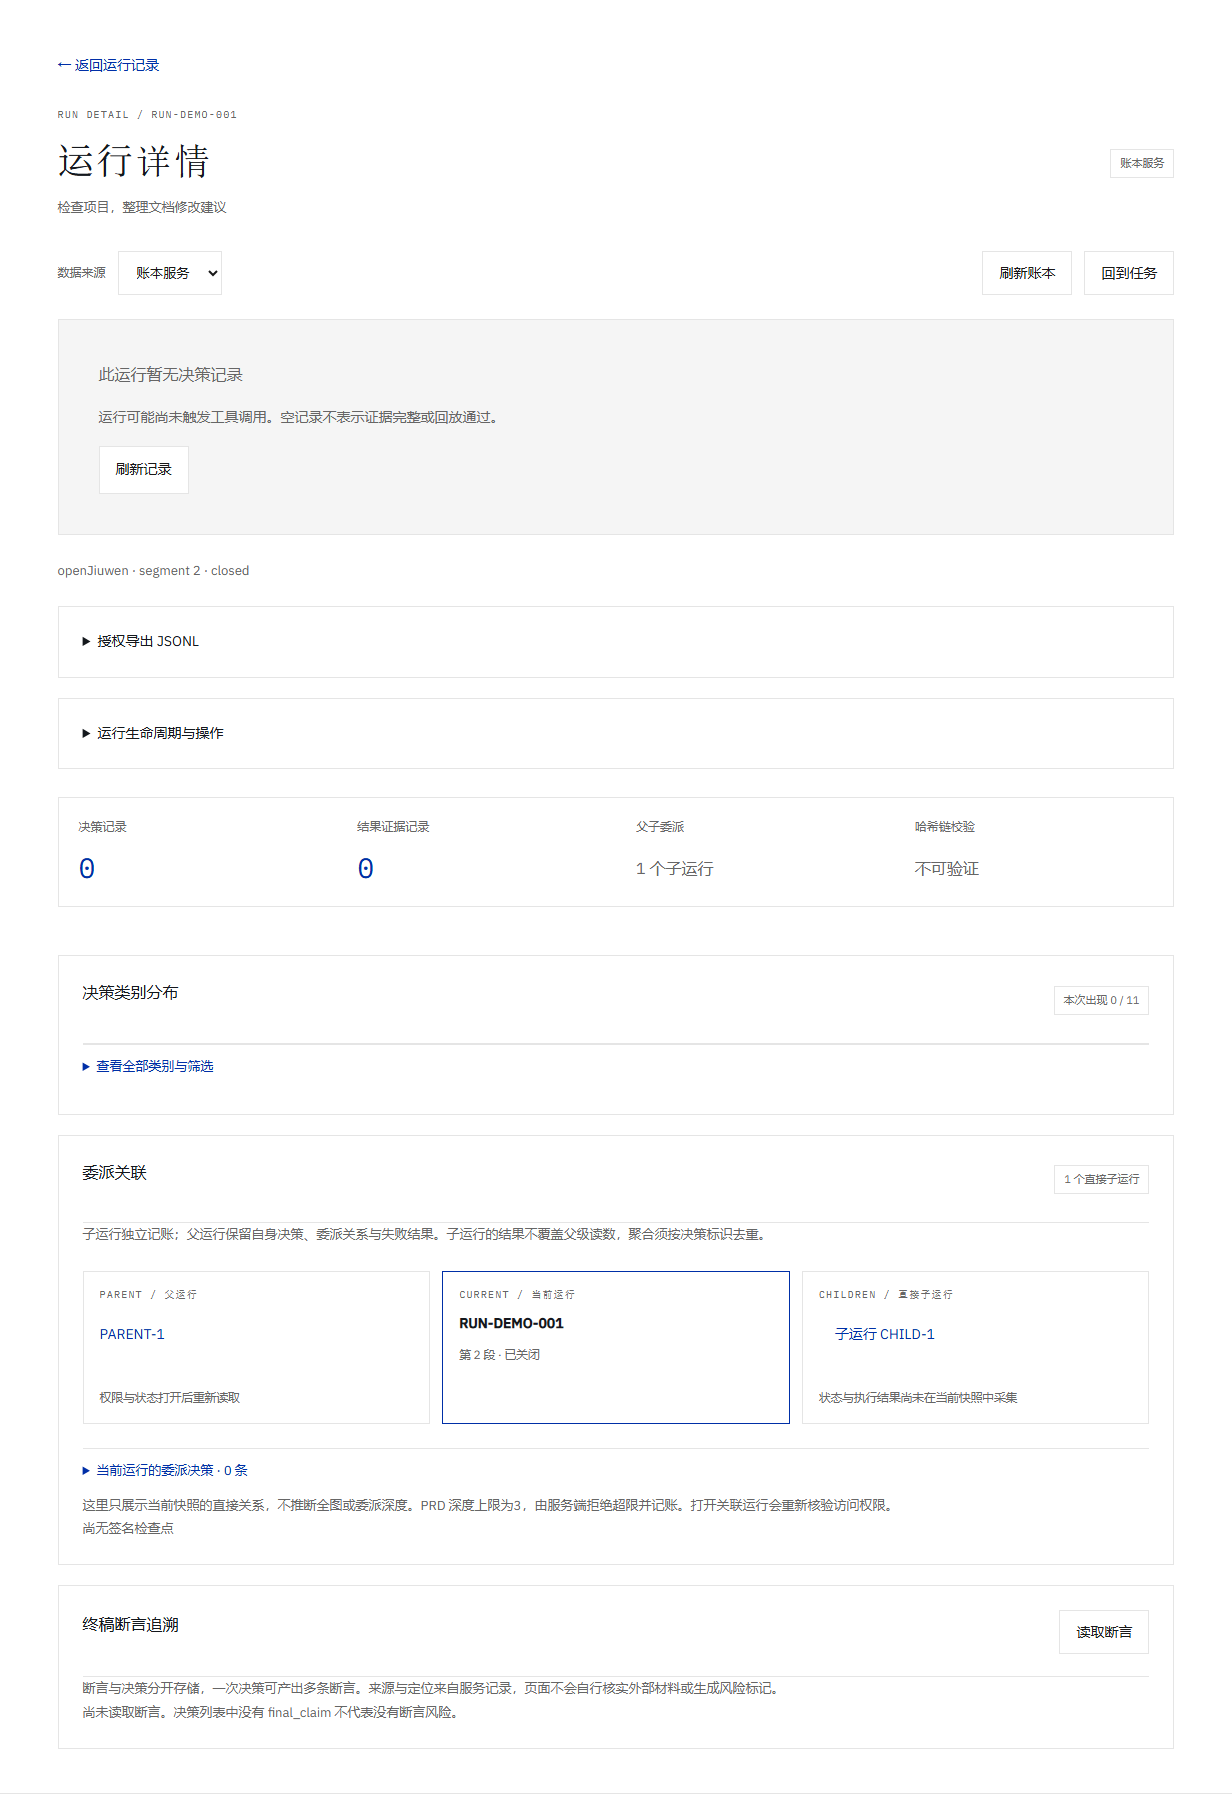 ← 返回运行记录
RUN DETAIL / RUN-DEMO-001
运行详情
账本服务
检查项目，整理文档修改建议
数据来源
账本服务
刷新账本
回到任务
此运行暂无决策记录
运行可能尚未触发工具调用。空记录不表示证据完整或回放通过。
刷新记录
openJiuwen · segment 2 · closed
▶ 授权导出 JSONL
▶ 运行生命周期与操作
决策记录
结果证据记录
父子委派
哈希链校验
0
0
1 个子运行
不可验证
决策类别分布
本次出现 0 / 11
▶ 查看全部类别与筛选
委派关联
1 个直接子运行
子运行独立记账；父运行保留自身决策、委派关系与失败结果。子运行的结果不覆盖父级读数，聚合须按决策标识去重。
PARENT / 父运行
PARENT-1
权限与状态打开后重新读取
CURRENT / 当前运行
RUN-DEMO-001
第 2 段 · 已关闭
CHILDREN / 直接子运行
子运行 CHILD-1
状态与执行结果尚未在当前快照中采集
▶ 当前运行的委派决策 · 0 条
这里只展示当前快照的直接关系，不推断全图或委派深度。PRD 深度上限为3，由服务端拒绝超限并记账。打开关联运行会重新核验访问权限。
尚无签名检查点
终稿断言追溯
读取断言
断言与决策分开存储，一次决策可产出多条断言。来源与定位来自服务记录，页面不会自行核实外部材料或生成风险标记。
尚未读取断言。决策列表中没有 final_claim 不代表没有断言风险。